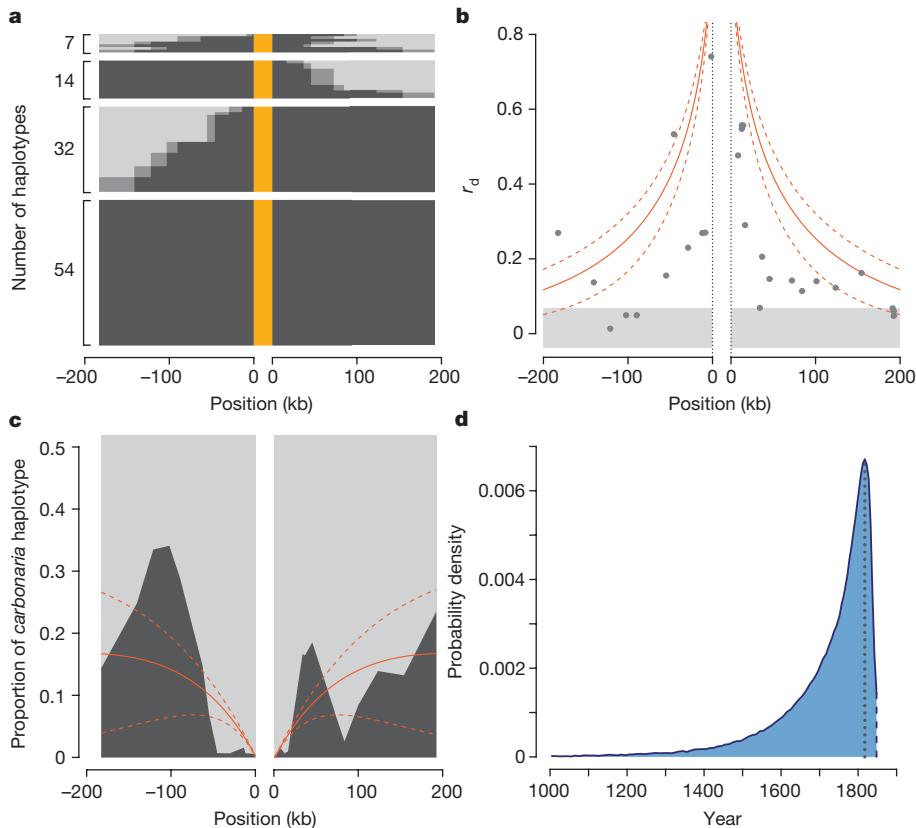 a
Number of haplotypes
7
14
32
54
−200 −100 0 0 100 200
Position (kb)
b
r_d
0.8
0.6
0.4
0.2
0
−200 −100 0 0 100 200
Position (kb)
c
Proportion of carbonaria haplotype
0.5
0.4
0.3
0.2
0.1
0
−200 −100 0 0 100 200
Position (kb)
d
Probability density
0.006
0.004
0.002
0
1000 1200 1400 1600 1800
Year